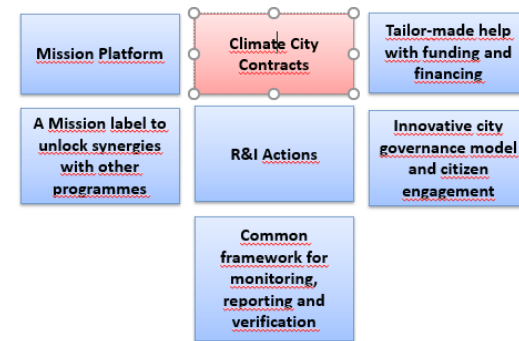 Mission Platform
Climate City
Contracts
Tailor-made help
with funding and
financing
A Mission label to
unlock synergies
with other
programmes
R&I Actions
Innovative city
governance model
and citizen
engagement
Common
framework for
monitoring,
reporting and
verification